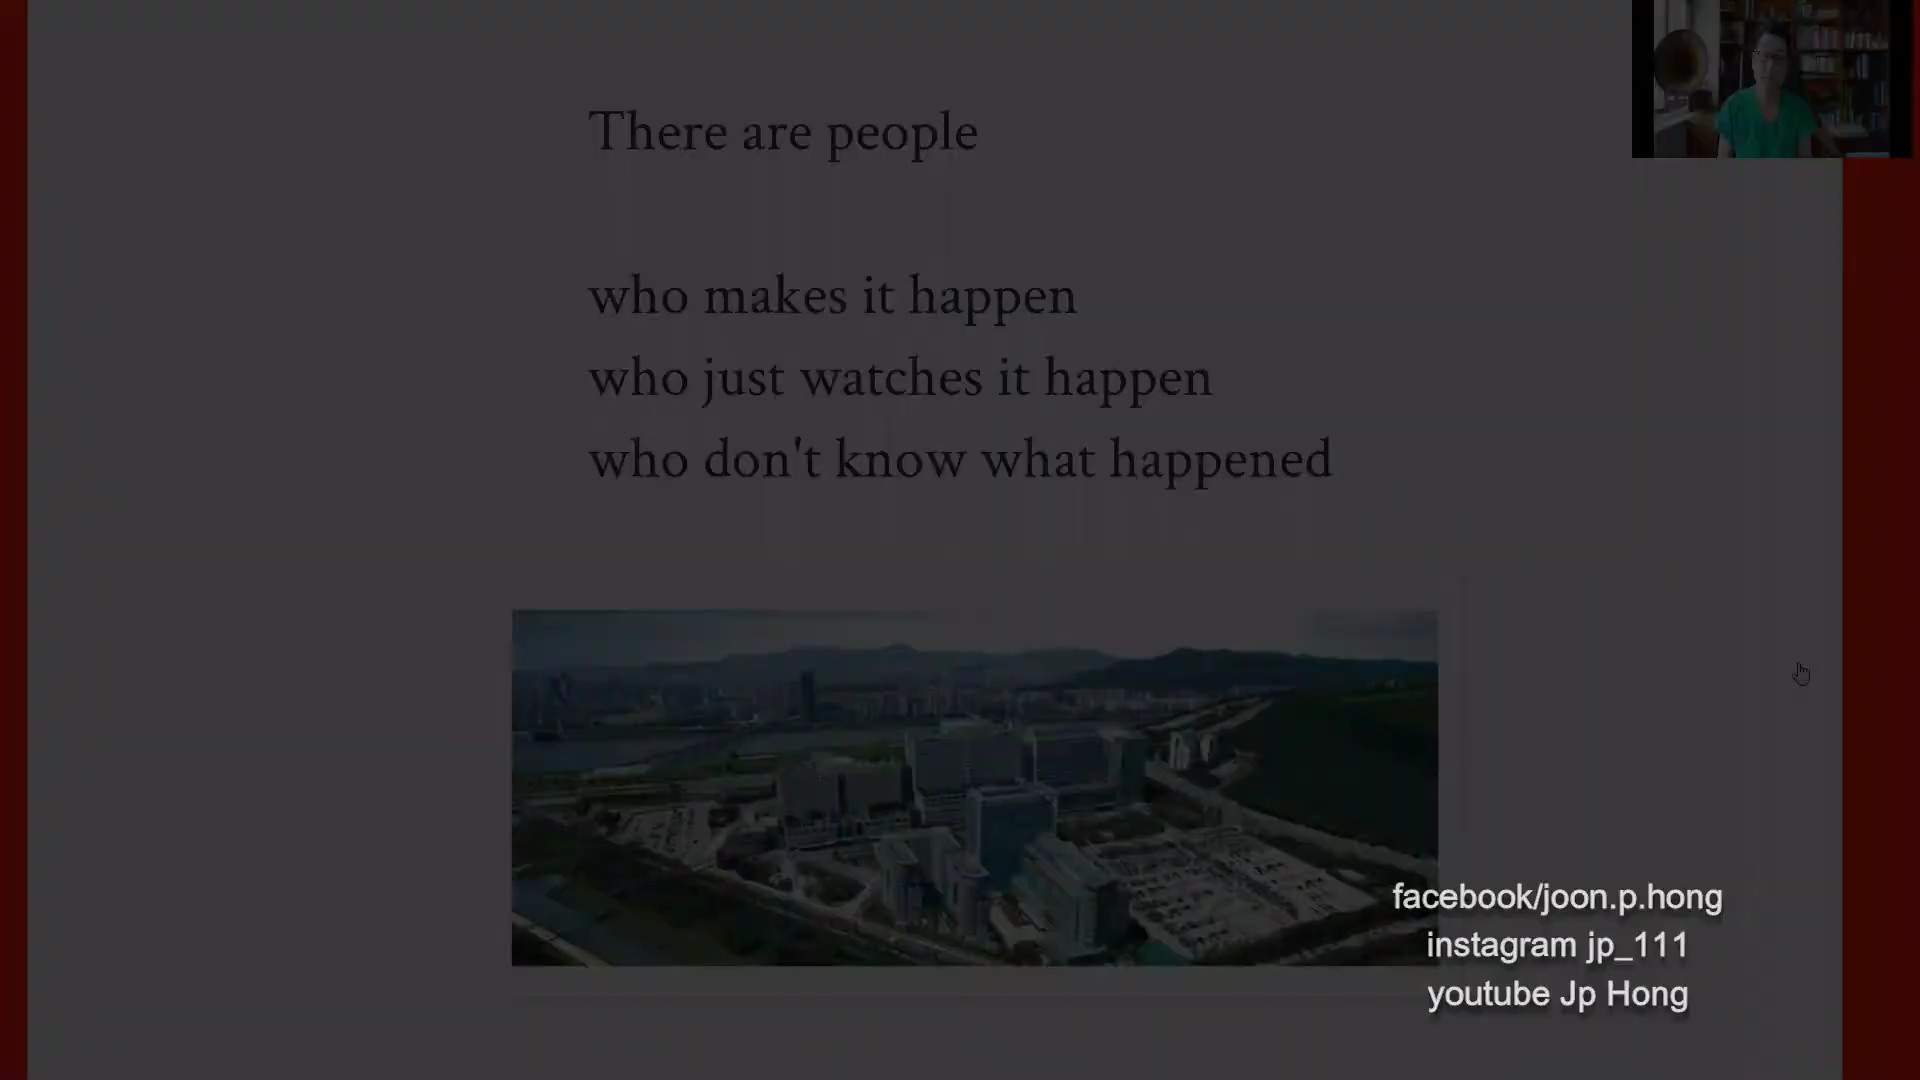 There are people
who makes it happen
who just watches it happen
who don't know what happened
facebook/joon.p.hong
instagram jp_111
youtube Jp Hong